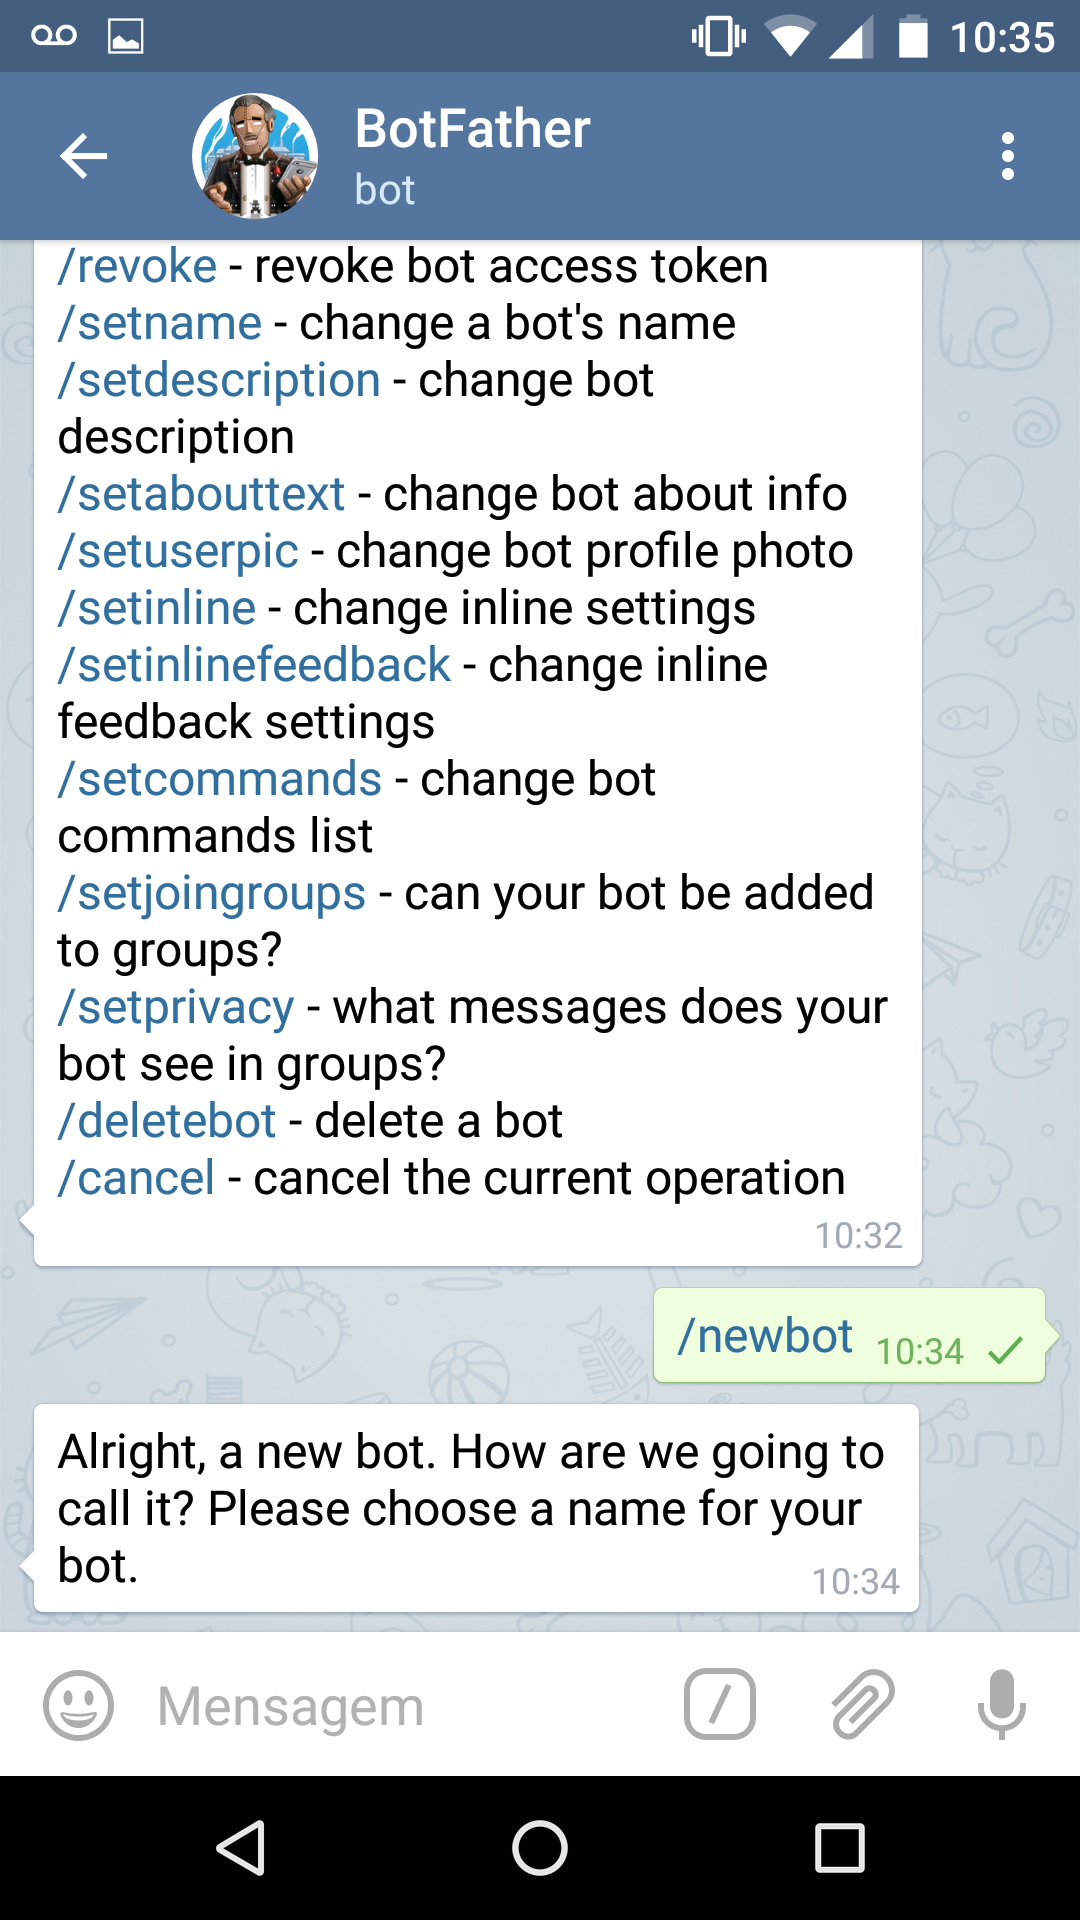 10:35
BotFather
bot
/revoke - revoke bot access token
/setname - change a bot's name
/setdescription - change bot
description
/setabouttext - change bot about info
/setuserpic - change bot profile photo
/setinline - change inline settings
/setinlinefeedback - change inline
feedback settings
/setcommands - change bot
commands list
/setjoingroups - can your bot be added
to groups?
/setprivacy - what messages does your
bot see in groups?
/deletebot - delete a bot
/cancel - cancel the current operation
10:32
/newbot 10:34
Alright, a new bot. How are we going to
call it? Please choose a name for your
bot.
10:34
Mensagem